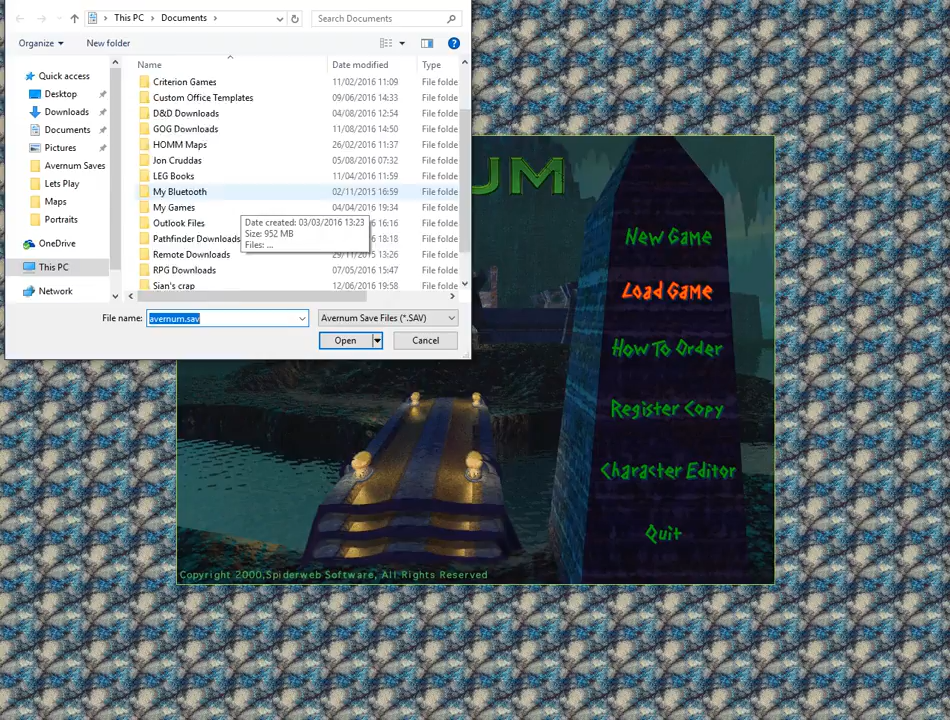 This PC > Documents >
Search Documents
Organize
New folder
Quick access
Desktop
Downloads
Documents
Pictures
Avernum Saves
Lets Play
Maps
Portraits
OneDrive
This PC
Network
Name Date modified Type
Criterion Games 11/02/2016 11:09 File folde
Custom Office Templates 09/06/2016 14:33 File folde
D&D Downloads 04/08/2016 12:54 File folde
GOG Downloads 11/08/2016 14:50 File folde
HOMM Maps 26/02/2016 11:37 File folde
Jon Cruddas 05/08/2016 07:32 File folde
LEG Books 11/04/2016 11:59 File folde
My Bluetooth 02/11/2015 16:59 File folde
My Games 04/04/2016 19:34 File folde
Outlook Files 16:16 File folde
Pathfinder Downloads 18:18 File folde
Remote Downloads 29/11/2015 13:26 File folde
RPG Downloads 07/05/2016 15:47 File folde
Sian's crap 12/06/2016 19:58 File folde
Date created: 03/03/2016 13:23
Size: 952 MB
Files: ...
File name: avernum.sav
Avernum Save Files (*.SAV)
Open
Cancel
UM
New Game
Load Game
How To Order
Register Copy
Character Editor
Quit
Copyright 2000,Spiderweb Software, All Rights Reserved